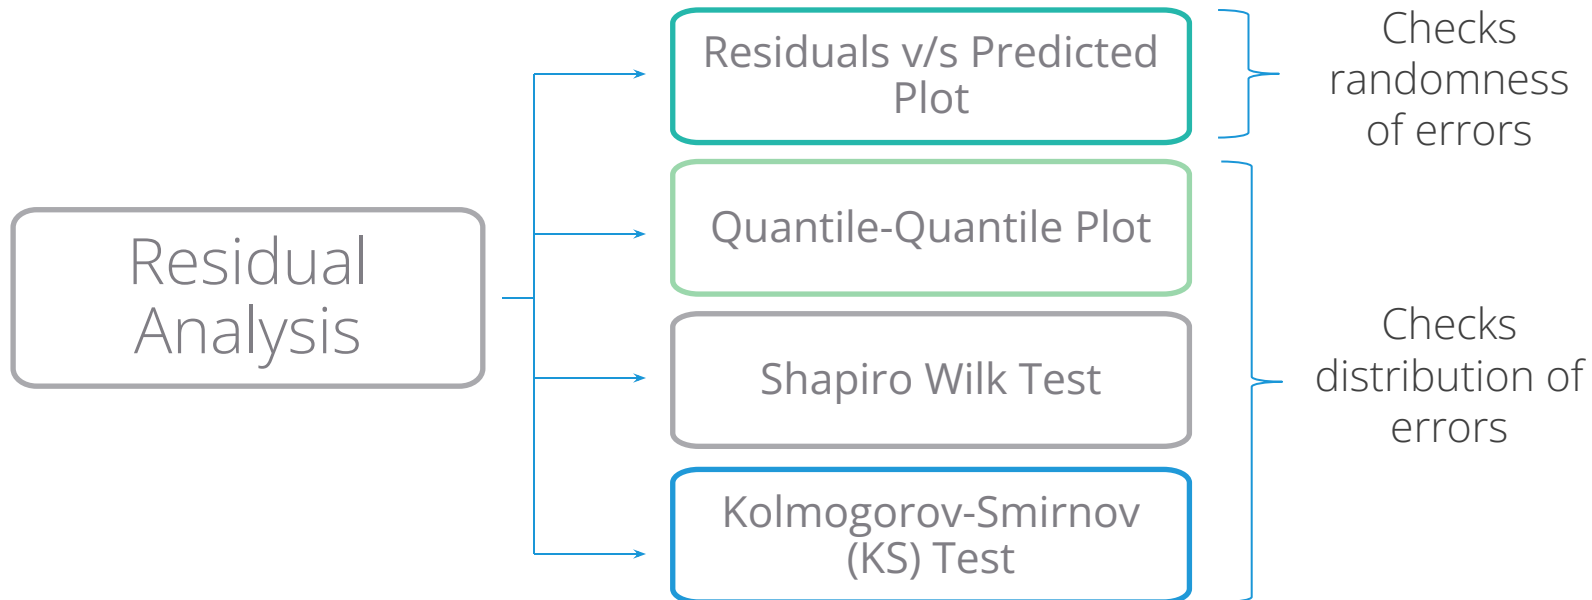 Residual
Analysis
Residuals v/s Predicted
Plot
Quantile-Quantile Plot
Shapiro Wilk Test
Kolmogorov-Smirnov
(KS) Test
Checks
randomness
of errors
Checks
distribution of
errors